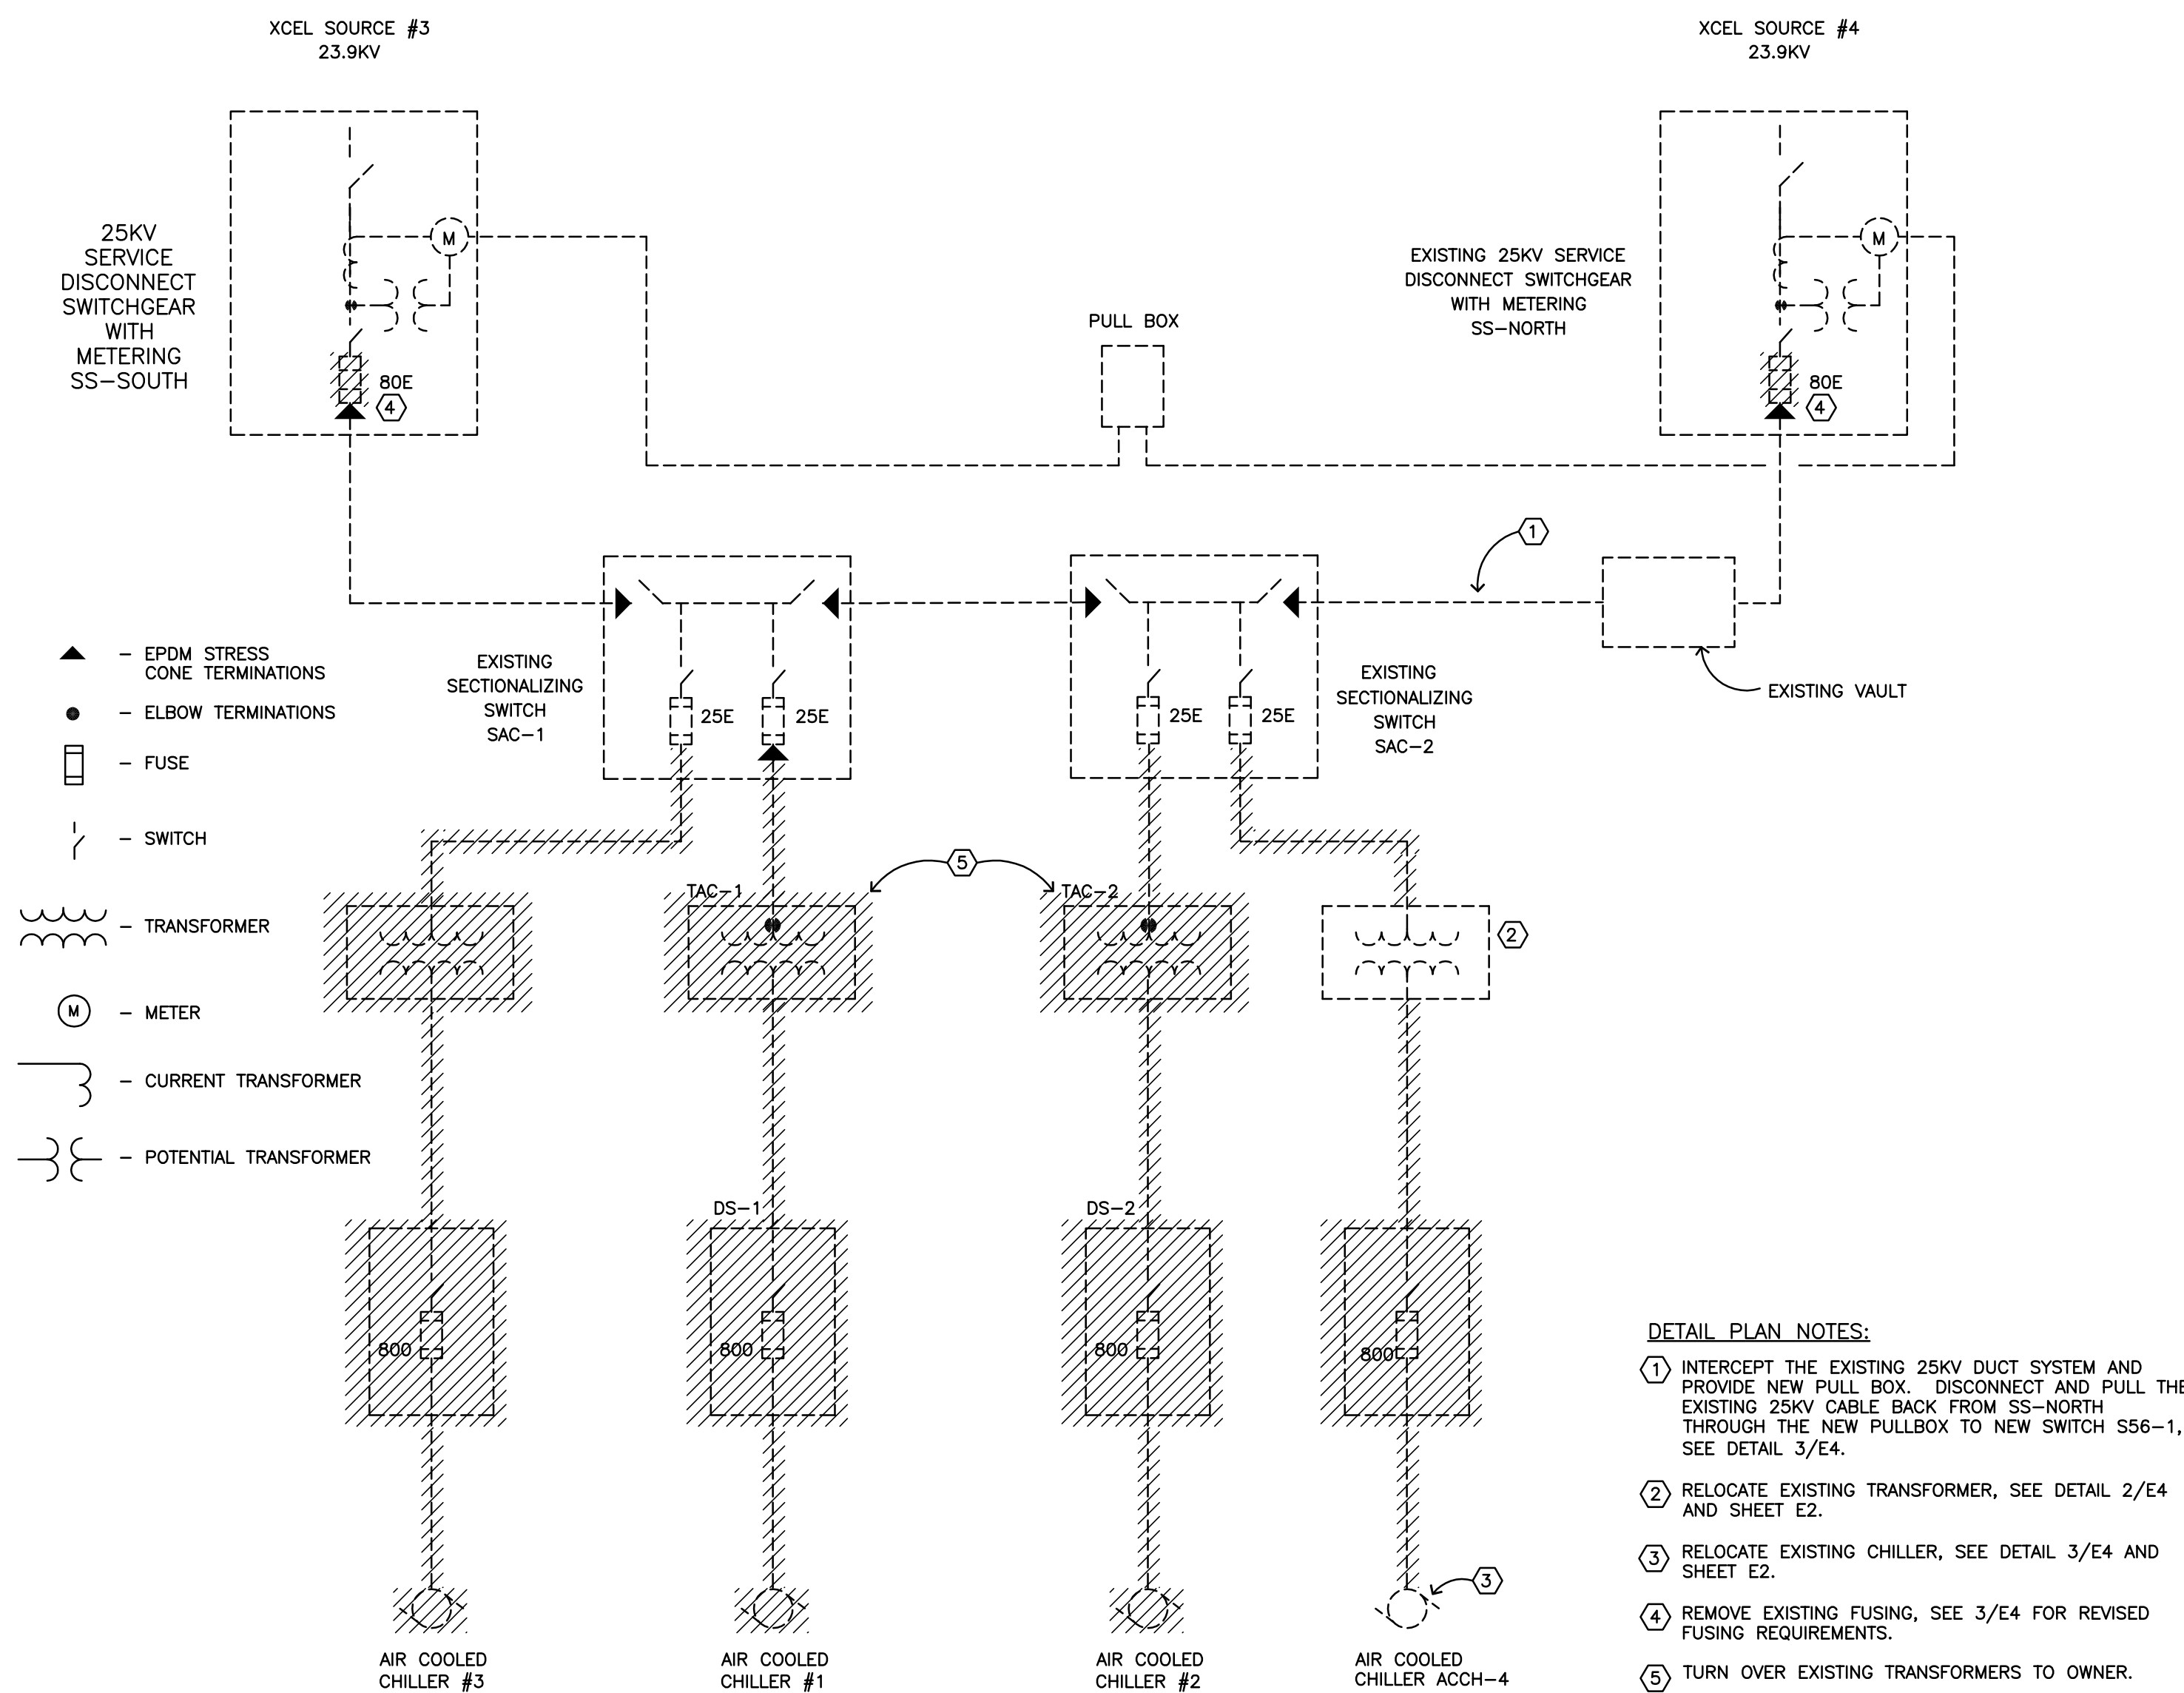 XCEL SOURCE #3
23.9KV
XCEL SOURCE #4
23.9KV
25KV
SERVICE
DISCONNECT
SWITCHGEAR
WITH
METERING
SS-SOUTH
M
80E
4
PULL BOX
EXISTING 25KV SERVICE
DISCONNECT SWITCHGEAR
WITH METERING
SS-NORTH
M
80E
4
1
EXISTING VAULT
EXISTING
SECTIONALIZING
SWITCH
SAC-1
25E
25E
25E
25E
EXISTING
SECTIONALIZING
SWITCH
SAC-2
- EPDM STRESS
CONE TERMINATIONS
- ELBOW TERMINATIONS
- FUSE
- SWITCH
- TRANSFORMER
M
- METER
- CURRENT TRANSFORMER
- POTENTIAL TRANSFORMER
5
TAC-1
TAC-2
2
DS-1
DS-2
800
800
800
800
3
AIR COOLED
CHILLER #3
AIR COOLED
CHILLER #1
AIR COOLED
CHILLER #2
AIR COOLED
CHILLER ACCH-4
DETAIL PLAN NOTES:
1 INTERCEPT THE EXISTING 25KV DUCT SYSTEM AND
PROVIDE NEW PULL BOX. DISCONNECT AND PULL THE
EXISTING 25KV CABLE BACK FROM SS-NORTH
THROUGH THE NEW PULLBOX TO NEW SWITCH S56-1,
SEE DETAIL 3/E4.
2 RELOCATE EXISTING TRANSFORMER, SEE DETAIL 2/E4
AND SHEET E2.
3 RELOCATE EXISTING CHILLER, SEE DETAIL 3/E4 AND
SHEET E2.
4 REMOVE EXISTING FUSING, SEE 3/E4 FOR REVISED
FUSING REQUIREMENTS.
5 TURN OVER EXISTING TRANSFORMERS TO OWNER.